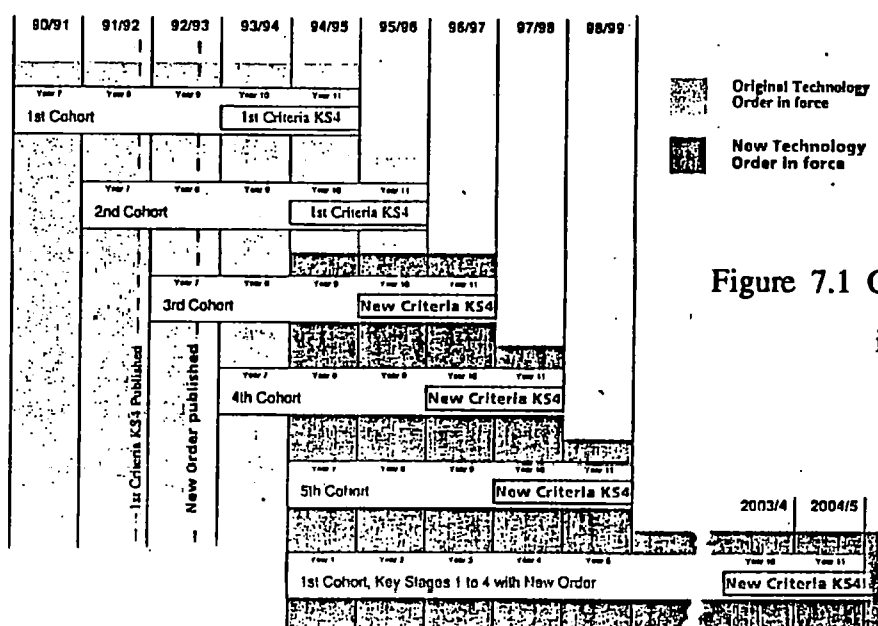 90/91 91/92 92/93 93/94 94/95 95/96 96/97 97/98 98/99
Year 7 Year 8 Year 9 Year 10 Year 11
1st Cohort 1st Criteria KS4
Year 7 Year 8 Year 9 Year 10 Year 11
2nd Cohort 1st Criteria KS4
Year 7 Year 8 Year 9 Year 10 Year 11
3rd Cohort New Criteria KS4
Year 7 Year 8 Year 9 Year 10 Year 11
4th Cohort New Criteria KS4
Year 7 Year 8 Year 9 Year 10 Year 11
5th Cohort New Criteria KS4
2003/4 2004/5
Year 1 Year 2 Year 3 Year 4 Year 5 Year 10 Year 11
1st Cohort, Key Stages 1 to 4 with New Order New Criteria KS4
1st Criteria KS4 Published
New Order published
Original Technology
Order in force
New Technology
Order in force
Figure 7.1